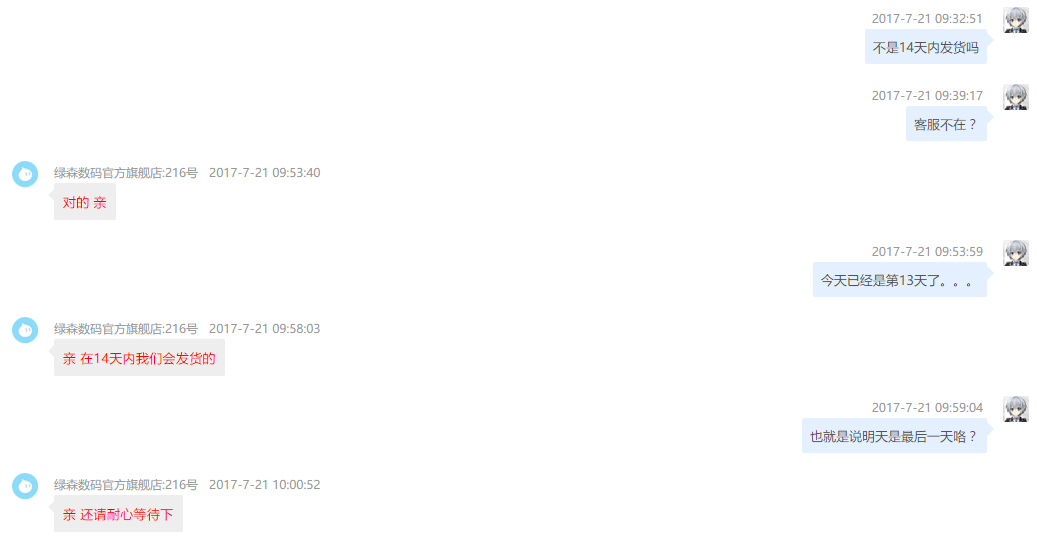 2017-7-21 09:32:51
不是14天内发货吗
2017-7-21 09:39:17
客服不在？
绿森数码官方旗舰店:216号 2017-7-21 09:53:40
对的 亲
2017-7-21 09:53:59
今天已经是第13天了。。。
绿森数码官方旗舰店:216号 2017-7-21 09:58:03
亲 在14天内我们会发货的
2017-7-21 09:59:04
也就是说明天是最后一天咯？
绿森数码官方旗舰店:216号 2017-7-21 10:00:52
亲 还请耐心等待下